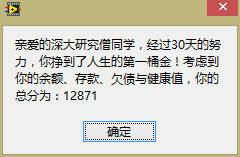 亲爱的深大研究僧同学，经过30天的努
力，你挣到了人生的第一桶金！考虑到
你的余额、存款、欠债与健康值，你的
总分为：12871
确定